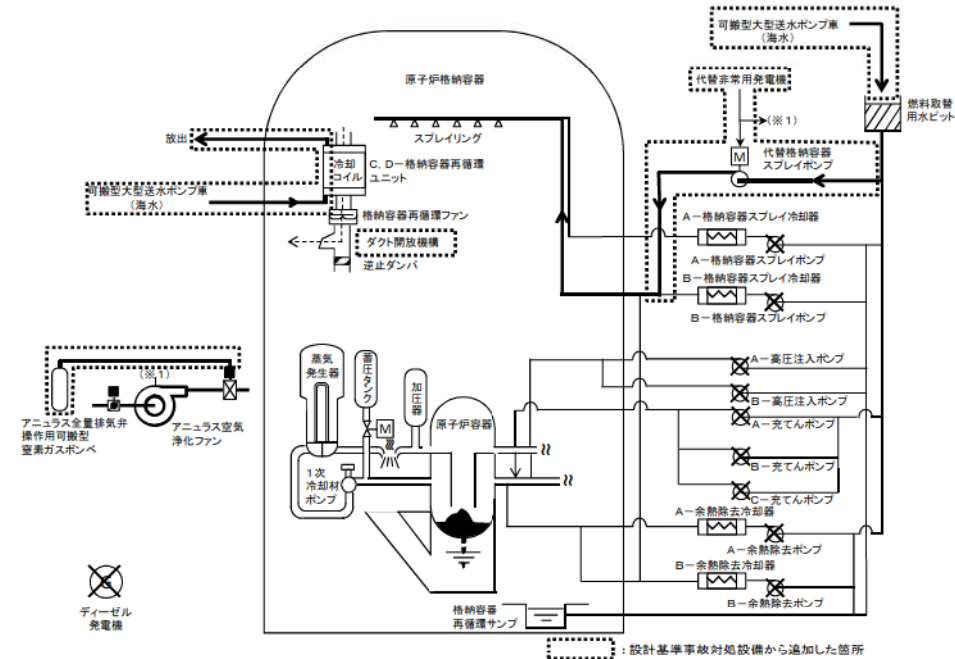 可搬型大型送水ポンプ車
(海水)
代替非常用発電機
原子炉格納容器
燃料取替
用水ピット
(※1)
放出
スプレイリング
M
代替格納容器
スプレイポンプ
冷却
コイル
C、D-格納容器再循環
ユニット
可搬型大型送水ポンプ車
(海水)
格納容器再循環ファン
ダクト開放機構
逆止ダンパ
A-格納容器スプレイ冷却器
A-格納容器スプレイポンプ
B-格納容器スプレイ冷却器
B-格納容器スプレイポンプ
蒸気
発生器
蓄圧タンク
加圧器
M
原子炉容器
1次
冷却材
ポンプ
A-高圧注入ポンプ
B-高圧注入ポンプ
A-充てんポンプ
B-充てんポンプ
C-充てんポンプ
A-余熱除去冷却器
A-余熱除去ポンプ
B-余熱除去冷却器
B-余熱除去ポンプ
(※1)
アニュラス全量排気弁
操作用可搬型
窒素ガスボンベ
アニュラス空気
浄化ファン
G
ディーゼル
発電機
格納容器
再循環サンプ
:設計基準事故対処設備から追加した箇所